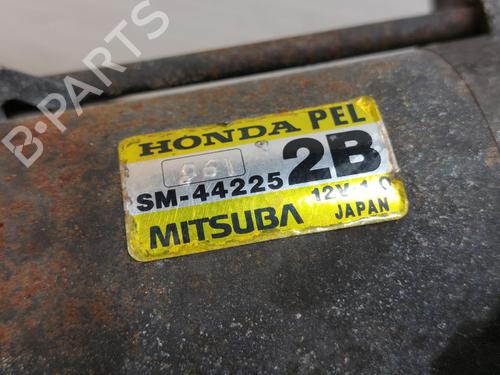 B-PARTS
HONDA PEL
SM-44225 2B
12V 1.0
MITSUBA JAPAN